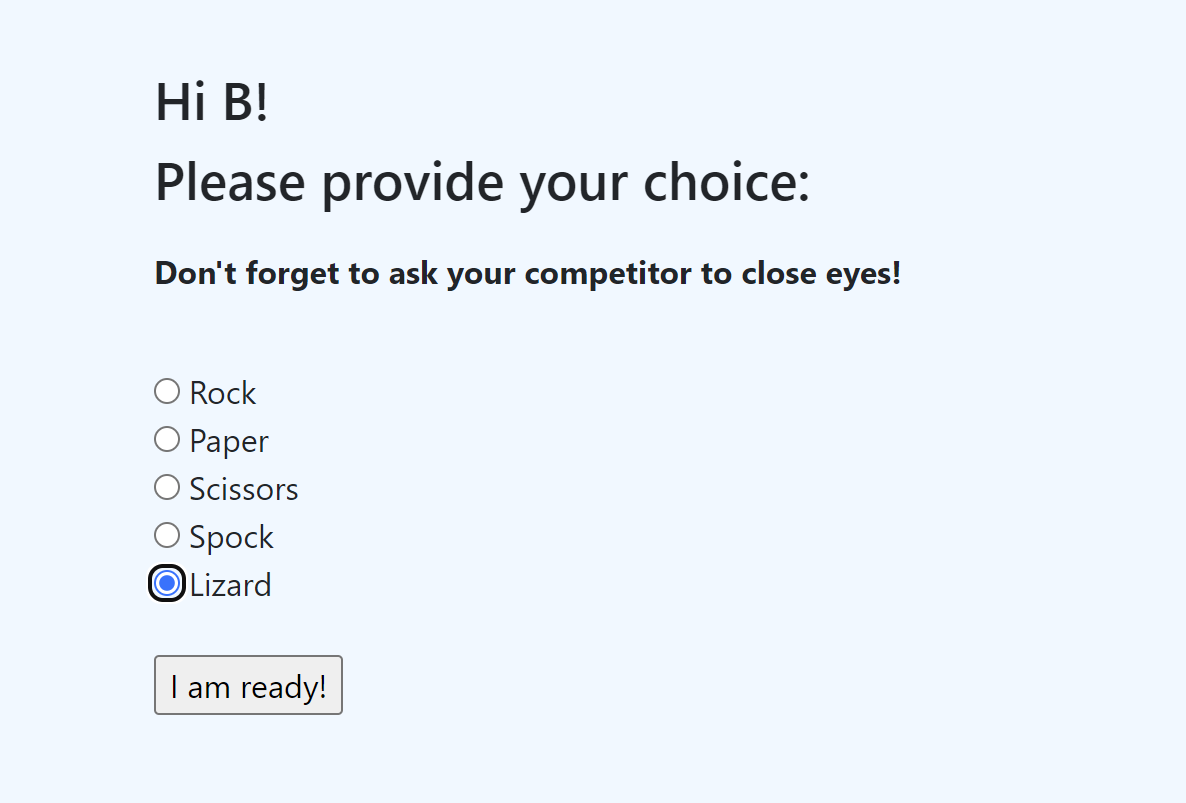 Hi B!
Please provide your choice:
Don't forget to ask your competitor to close eyes!
Rock
Paper
Scissors
Spock
Lizard
I am ready!